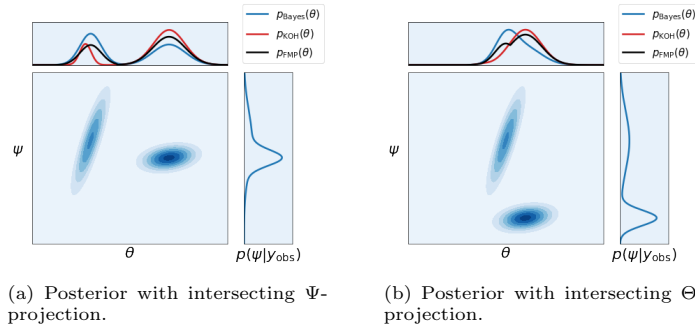 p_Bayes(θ)
p_KOH(θ)
p_FMP(θ)
ψ
θ
p(ψ|y_obs)
(a) Posterior with intersecting Ψ-
projection.
p_Bayes(θ)
p_KOH(θ)
p_FMP(θ)
ψ
θ
p(ψ|y_obs)
(b) Posterior with intersecting Θ
projection.